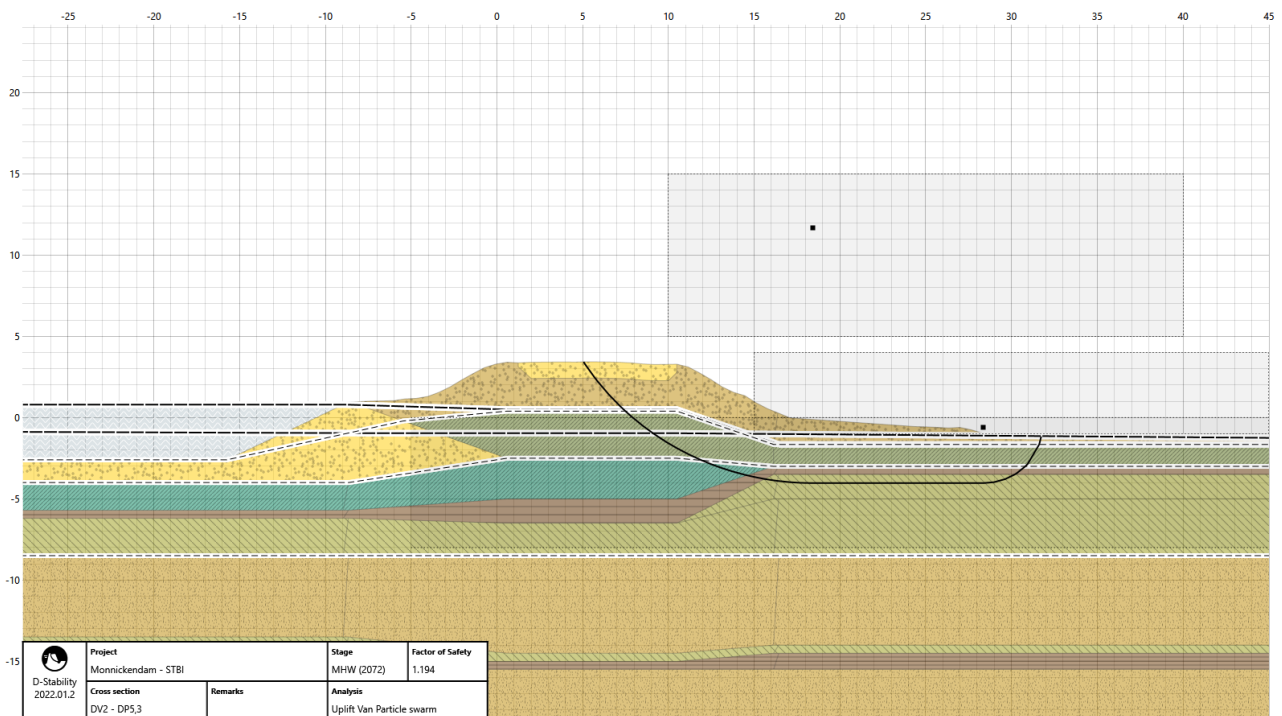 -25 -20 -15 -10 -5 0 5 10 15 20 25 30 35 40 45
20
15
10
5
0
-5
-10
-15
D-Stability
2022.01.2
Project
Monnickendam - STBI
Stage
MHW (2072)
Factor of Safety
1.194
Cross section
DV2 - DP5,3
Remarks
Analysis
Uplift Van Particle swarm